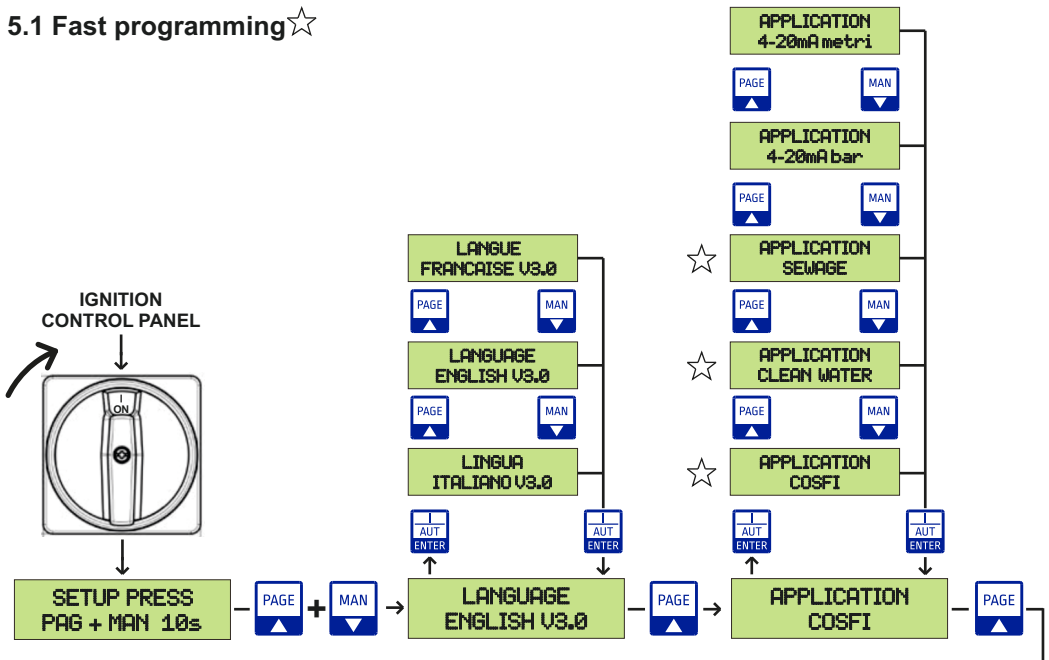 5.1 Fast programming
APPLICATION
4-20mA metri
PAGE
MAN
APPLICATION
4-20mA bar
PAGE
MAN
LANGUE
FRANCAISE V3.0
APPLICATION
SEWAGE
IGNITION
CONTROL PANEL
PAGE
MAN
PAGE
MAN
LANGUAGE
ENGLISH V3.0
APPLICATION
CLEAN WATER
I
ON
PAGE
MAN
PAGE
MAN
LINGUA
ITALIANO V3.0
APPLICATION
COSFI
I
AUT
ENTER
I
AUT
ENTER
I
AUT
ENTER
I
AUT
ENTER
SETUP PRESS
PAG + MAN 10s
PAGE
+
MAN
LANGUAGE
ENGLISH V3.0
PAGE
APPLICATION
COSFI
PAGE